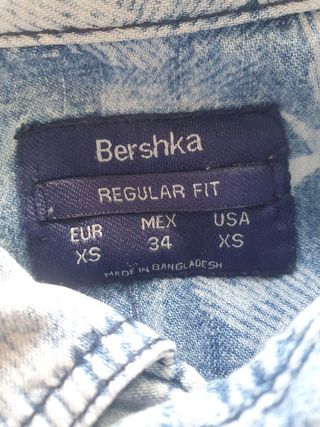 Bershka
REGULAR FIT
EUR MEX USA
XS 34 XS
MADE IN BANGLADESH